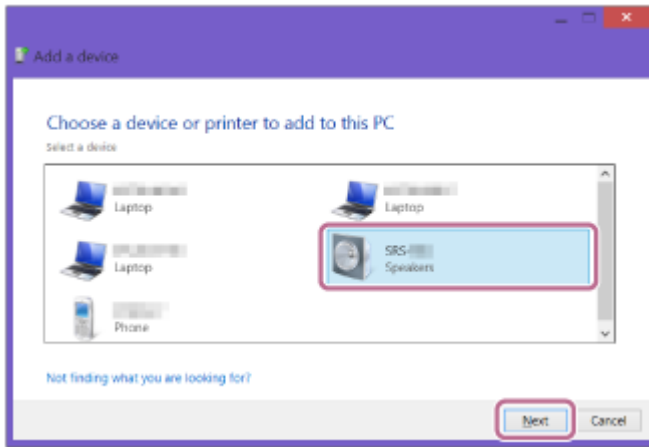 Add a device
Choose a device or printer to add to this PC
Select a device
Laptop
Laptop
Laptop
SRS-
Speakers
Phone
Not finding what you are looking for?
Next
Cancel